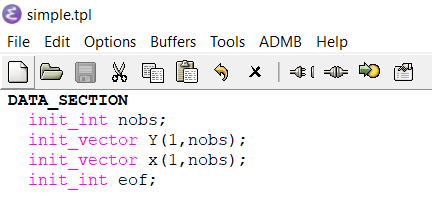 simple.tpl
File Edit Options Buffers Tools ADMB Help
DATA_SECTION
  init_int nobs;
  init_vector Y(1,nobs);
  init_vector x(1,nobs);
  init_int eof;